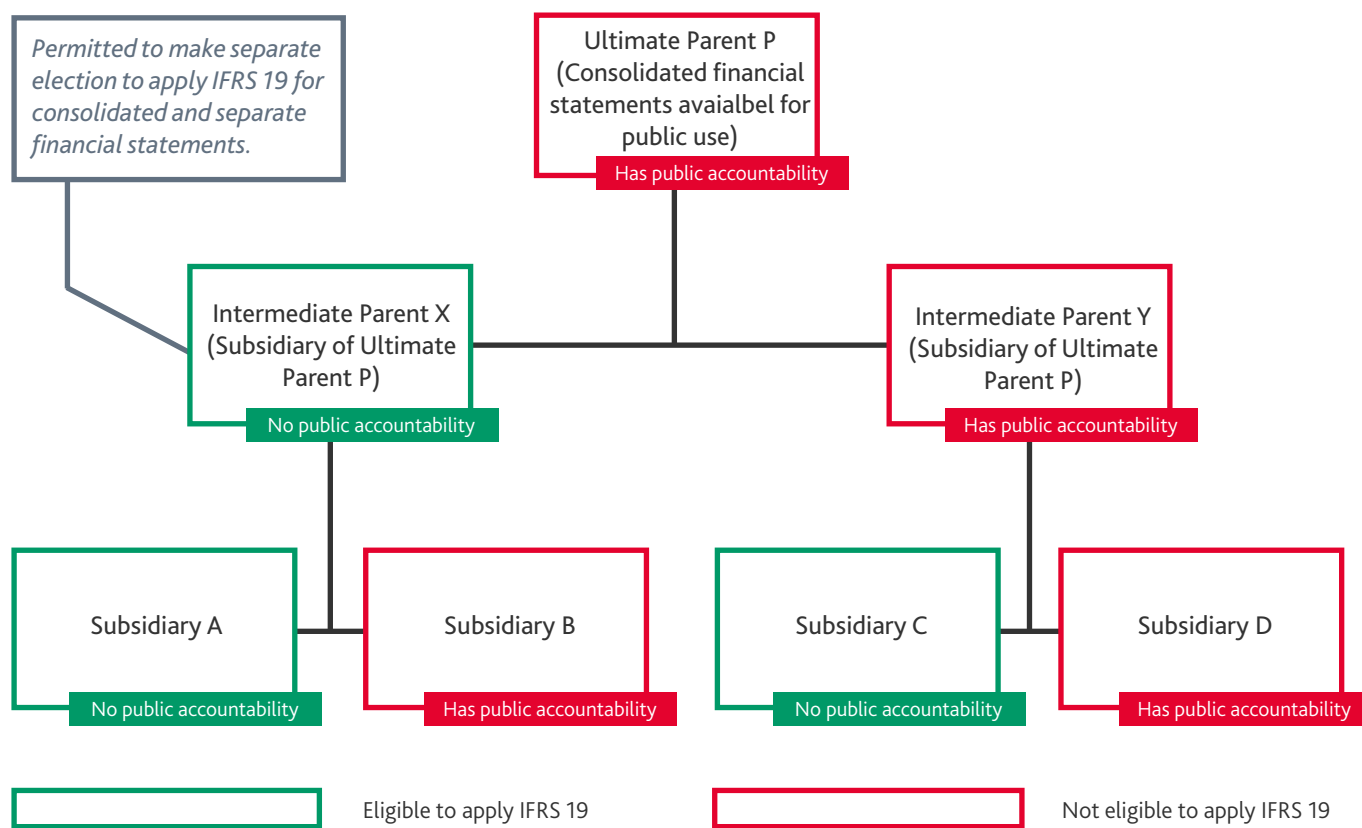 Permitted to make separate
election to apply IFRS 19 for
consolidated and separate
financial statements.
Ultimate Parent P
(Consolidated financial
statements avaialbel for
public use)
Has public accountability
Intermediate Parent X
(Subsidiary of Ultimate
Parent P)
No public accountability
Intermediate Parent Y
(Subsidiary of Ultimate
Parent P)
Has public accountability
Subsidiary A
No public accountability
Subsidiary B
Has public accountability
Subsidiary C
No public accountability
Subsidiary D
Has public accountability
Eligible to apply IFRS 19
Not eligible to apply IFRS 19